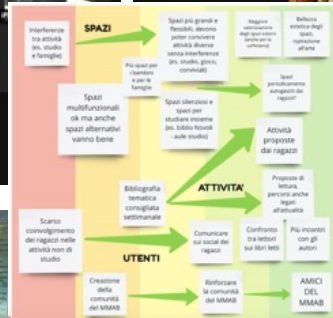 SPAZI
Interferenze
tra attività
(es. studio
e famiglie)
Spazi più grandi e
flessibili, devono
poter convivere
attività diverse
senza interferenze
(es. studio, gioco,
convivial)
Maggiore
valorizzazione
degli spazi esterni
(anche per la
caffetteria)
Bellezza
estetica degli
spazi,
ispirazione
all'arte
Più spazi per
i bambini
e per le
famiglie
Spazi
multifunzionali
ok ma anche
spazi alternativi
vanno bene
Spazi silenziosi e
spazi per
studiare insieme
(es. biblio Novoli -
aule studio)
Spazi
periodicamente
autogestiti dai
ragazzi?
Attività
proposte
dai ragazzi
Bibliografia
tematica
consigliata
settimanale
ATTIVITA'
Proposte di
lettura,
percorsi anche
legati
all'attualità
Scarso
coinvolgimento
dei ragazzi nelle
attività non di
studio
UTENTI
Comunicare
sui social dei
ragazzi
Confronto
tra lettori
sui libri letti
Più incontri
con gli
autori
Creazione
della
comunità
del MMAB
Rinforzare
la comunità
del MMAB
AMICI
DEL
MMAB